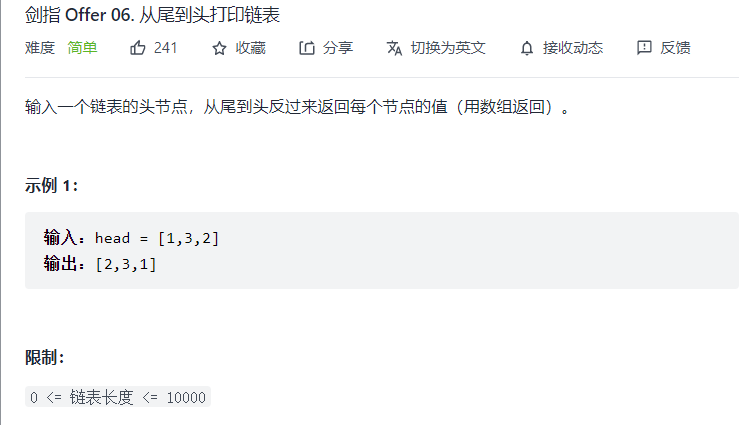 剑指 Offer 06. 从尾到头打印链表
难度 简单 241 收藏 分享 切换为英文 接收动态 反馈
输入一个链表的头节点，从尾到头反过来返回每个节点的值（用数组返回）。
示例 1：
输入：head = [1,3,2]
输出：[2,3,1]
限制：
0 <= 链表长度 <= 10000